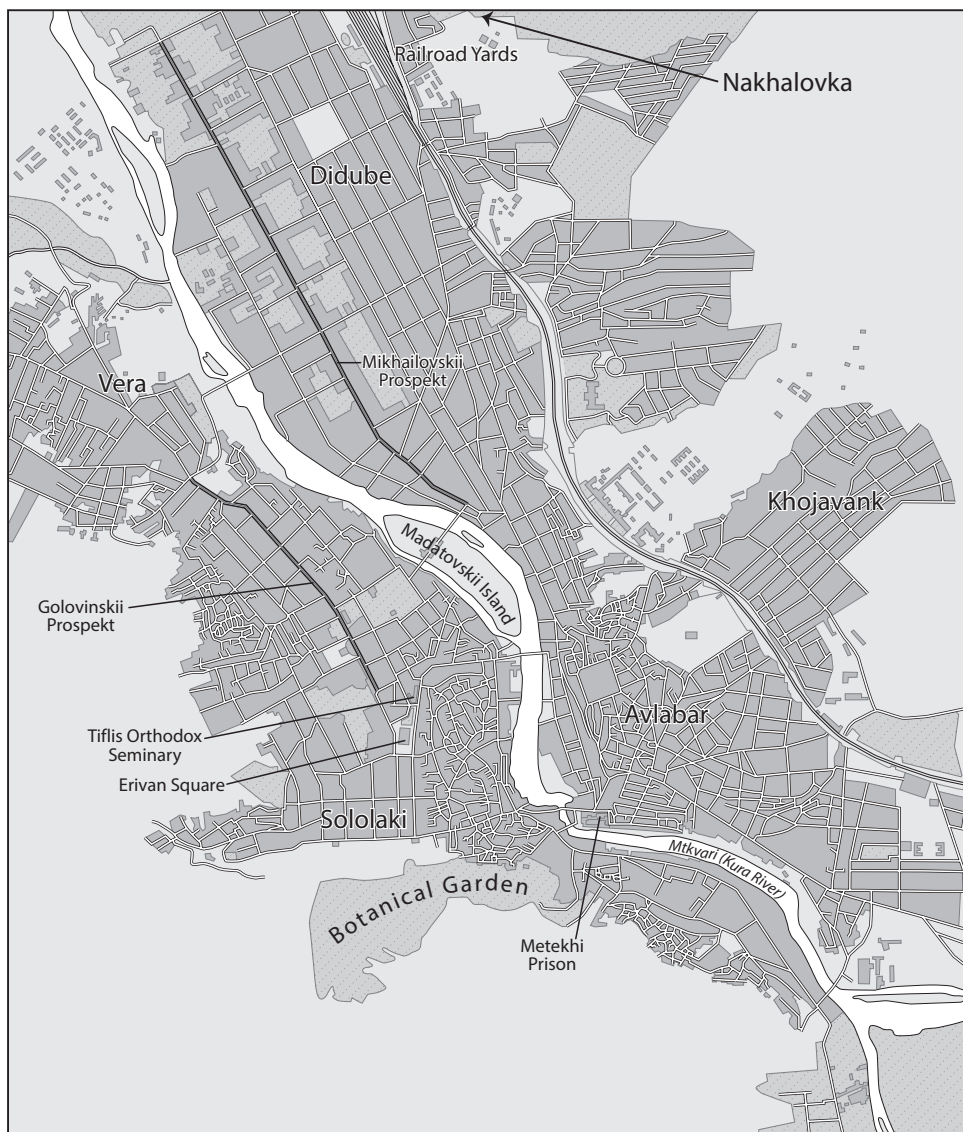 Railroad Yards
Nakhalovka
Didube
Mikhailovskii
Prospekt
Vera
Khojavank
Madatovskii Island
Golovinskii
Prospekt
Avlabar
Tiflis Orthodox
Seminary
Erivan Square
Sololaki
Mtkvari (Kura River)
Botanical Garden
Metekhi
Prison